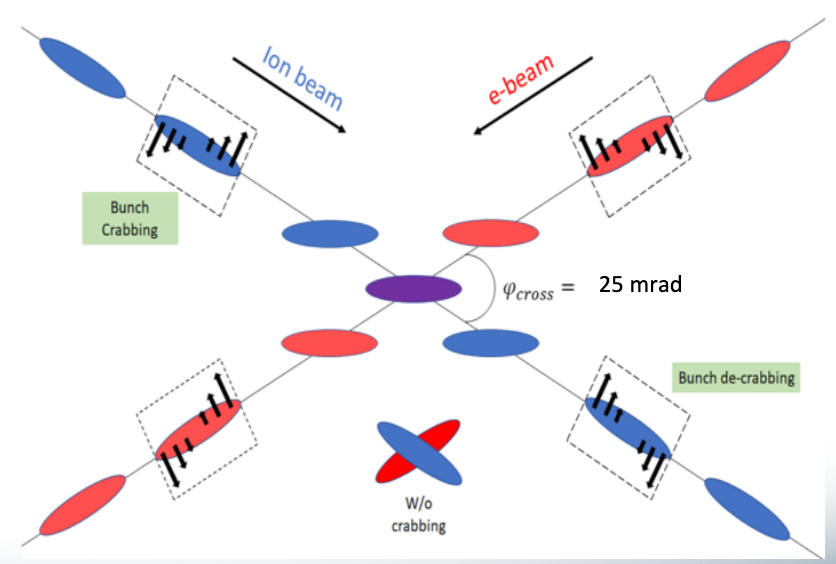 Ion beam
e-beam
Bunch
Crabbing
φcross = 25 mrad
Bunch de-crabbing
W/o
crabbing